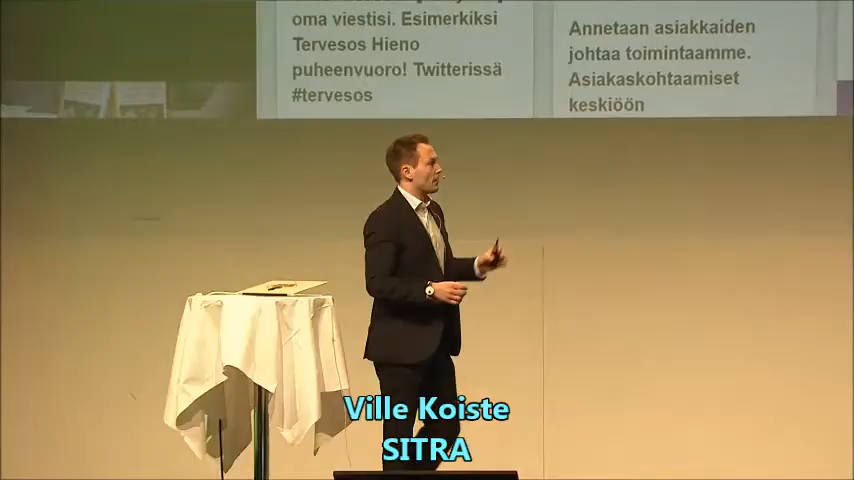 oma viestisi. Esimerkiksi
TERVESOS Hieno
puheenvuoro! Twitterissä
#tervesos
Annetaan asiakkaiden
johtaa toimintaamme.
Asiakaskohtaamiset
keskiöön
Ville Koiste
SITRA